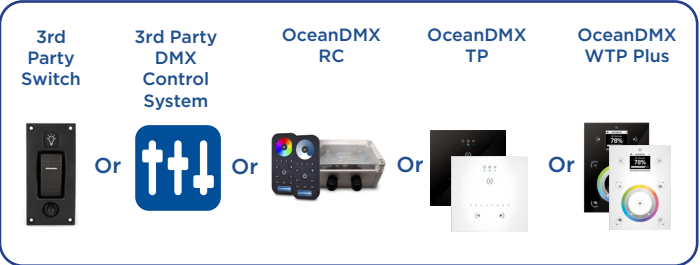 3rd
Party
Switch
3rd Party
DMX
Control
System
OceanDMX
RC
OceanDMX
TP
OceanDMX
WTP Plus
Or
Or
Or
Or
78%
78%